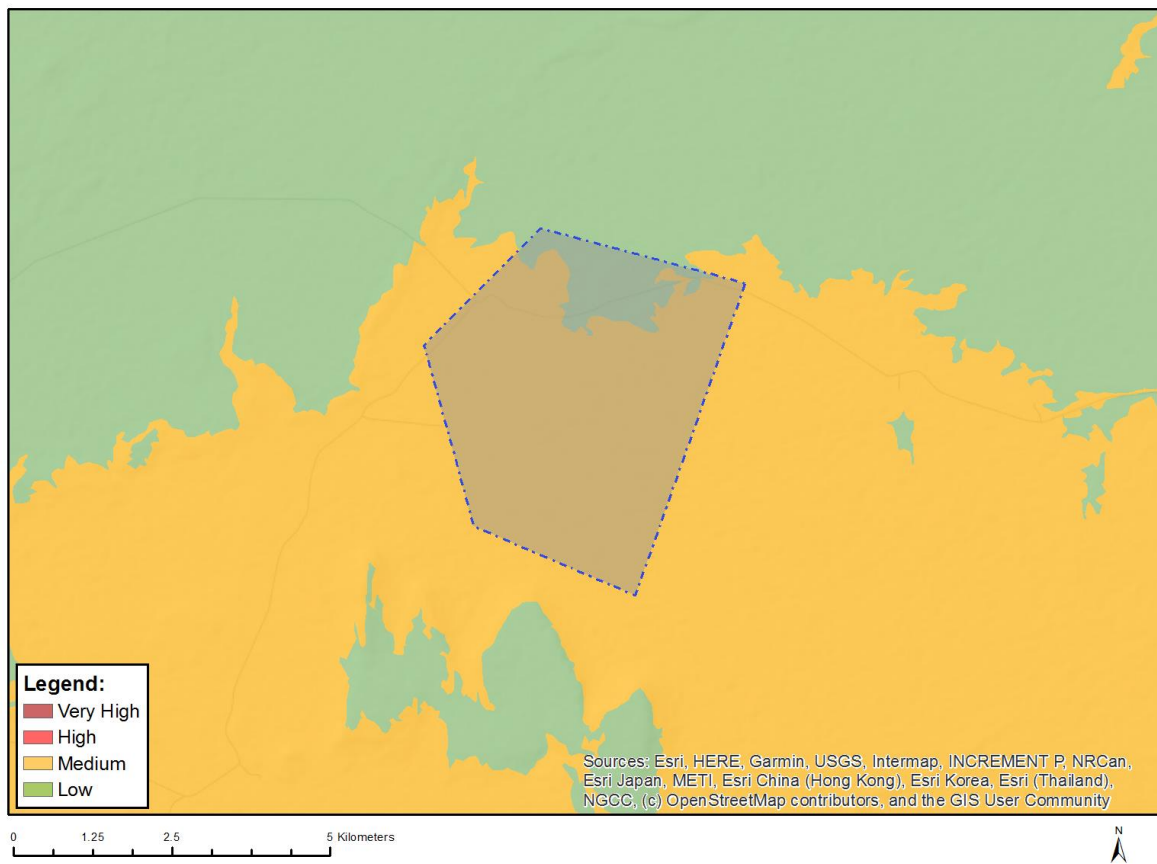 Legend:
Very High
High
Medium
Low
Sources: Esri, HERE, Garmin, USGS, Intermap, INCREMENT P, NRCan,
Esri Japan, METI, Esri China (Hong Kong), Esri Korea, Esri (Thailand),
NGCC, (c) OpenStreetMap contributors, and the GIS User Community
0 1.25 2.5 5 Kilometers
N